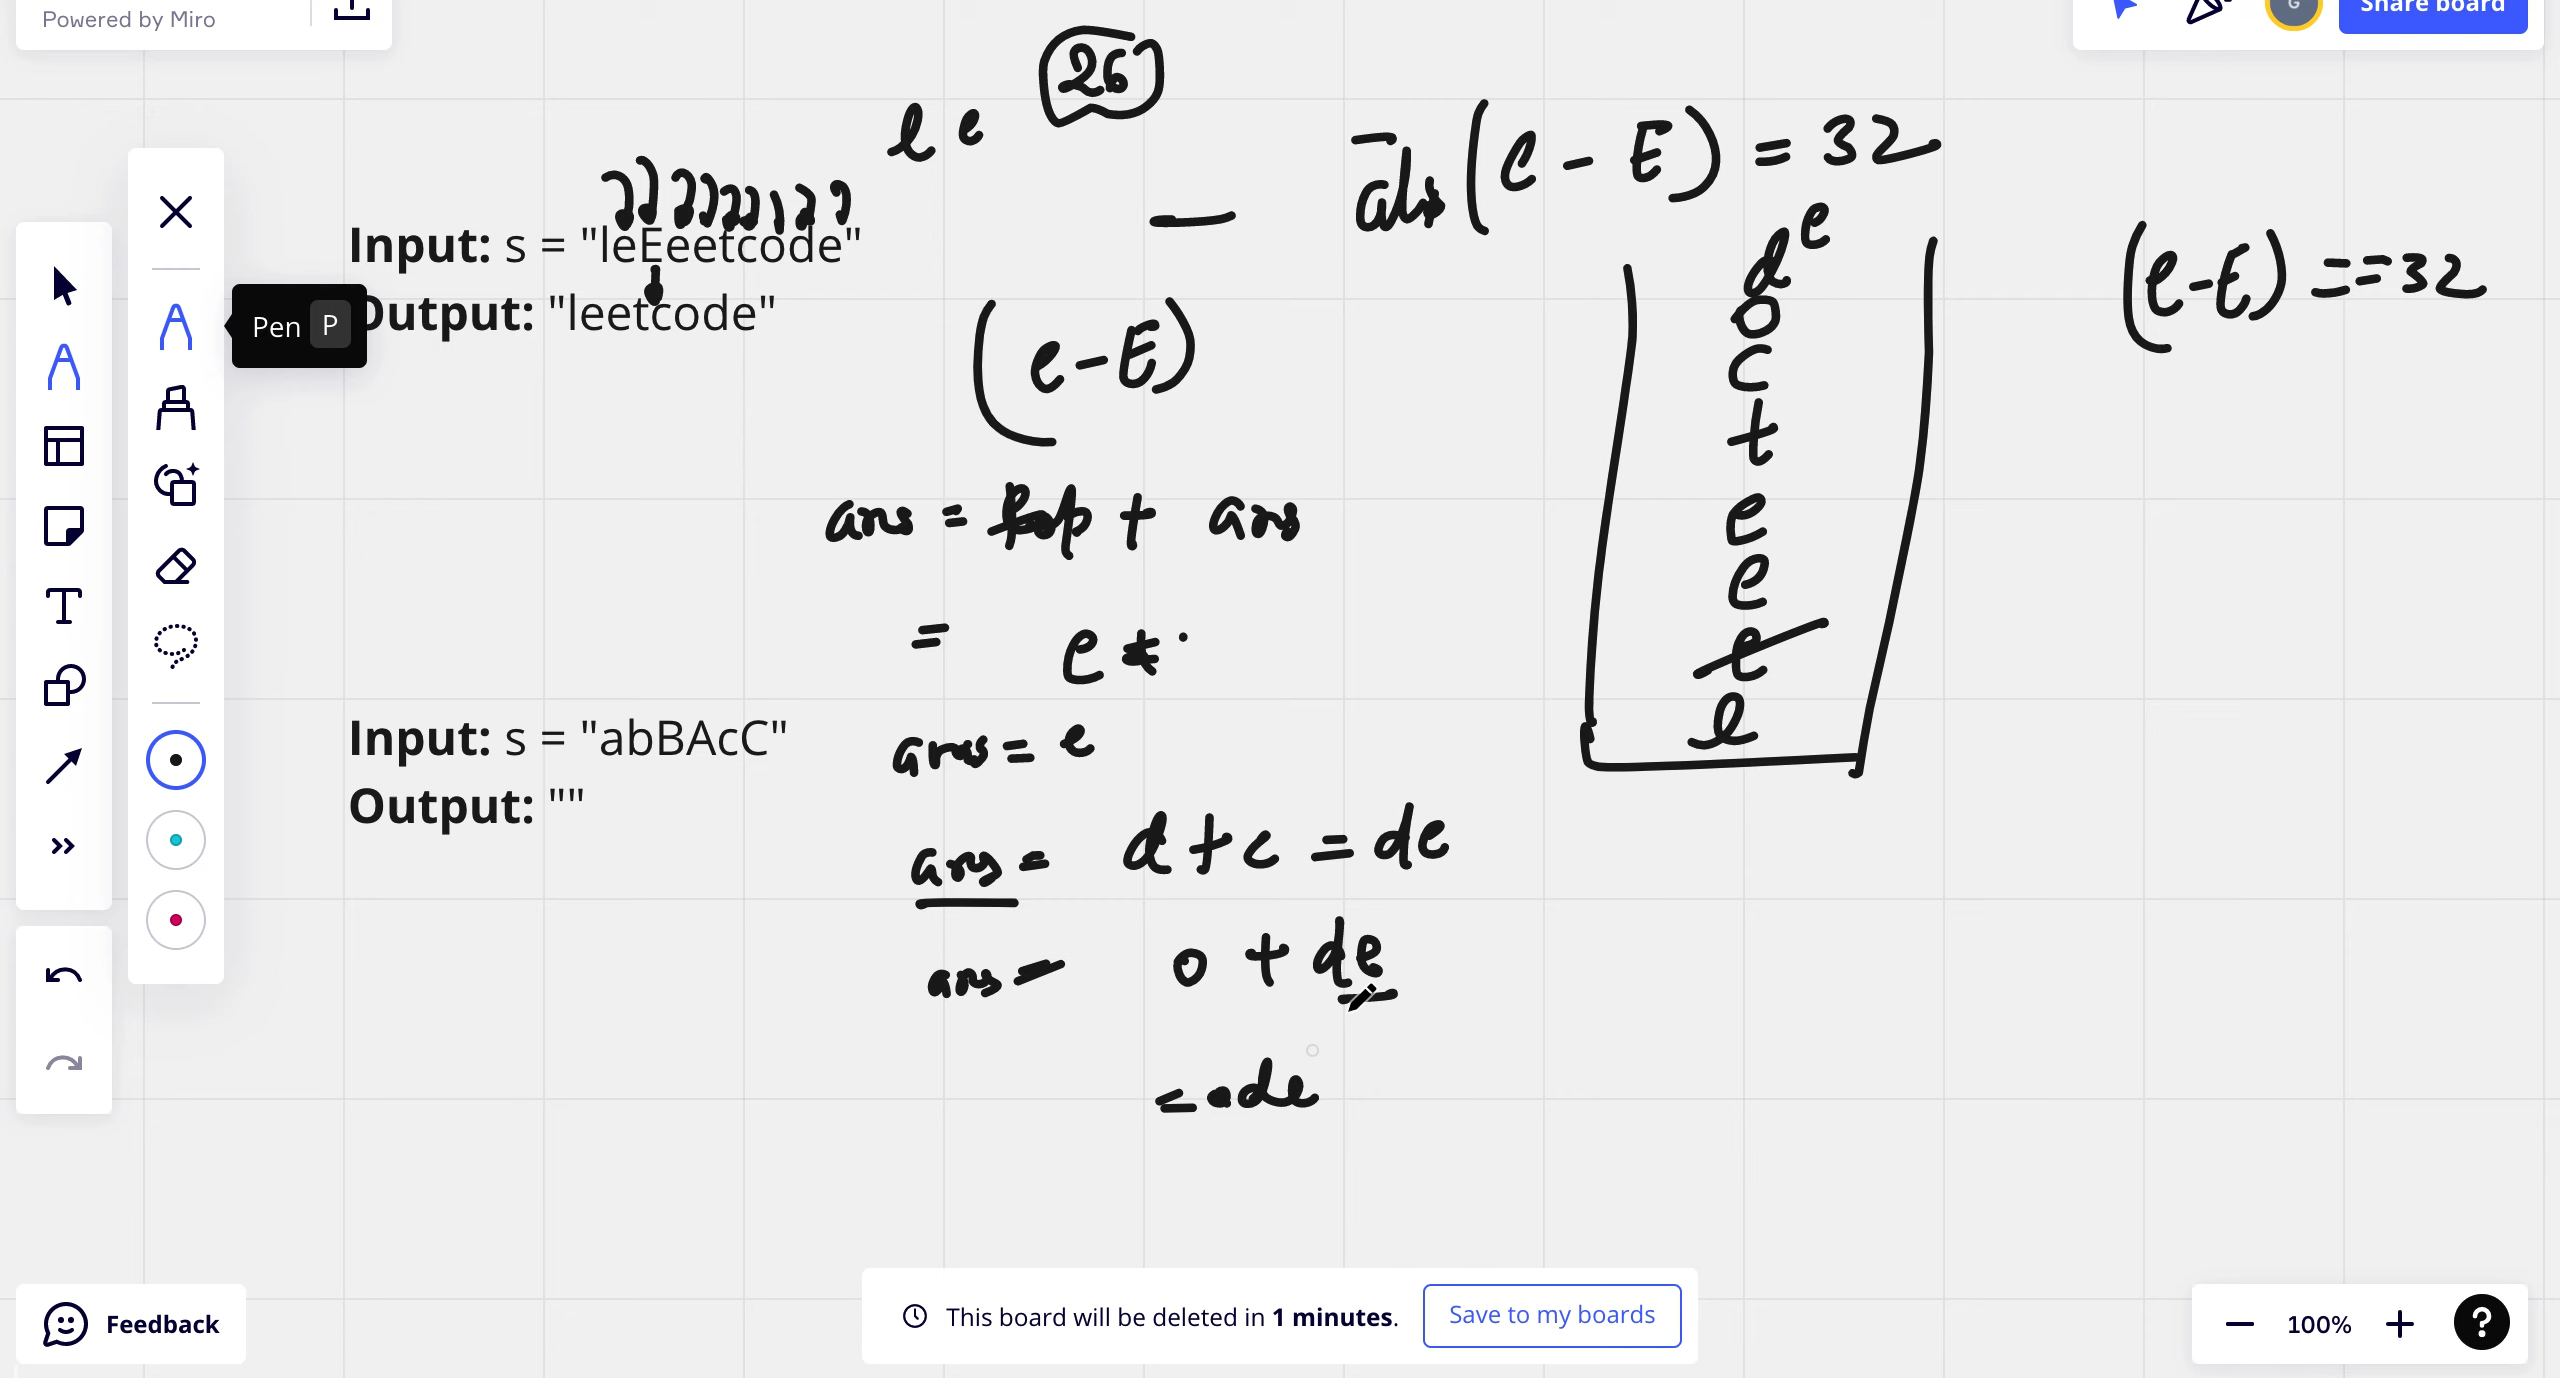 Powered by Miro
Share board
G
26
l e
abs(e - E) = 32
Input: s = "leEeetcode"
Output: "leetcode"
Pen P
(e - E) == 32
(e - E)
e
d
o
c
t
e
e
e
l
ans = pop + ans
= e
Input: s = "abBAcC"
Output: ""
ans = e
ans = d + e = de
ans = o + de
= ode
Feedback
This board will be deleted in 1 minutes.
Save to my boards
100%
?